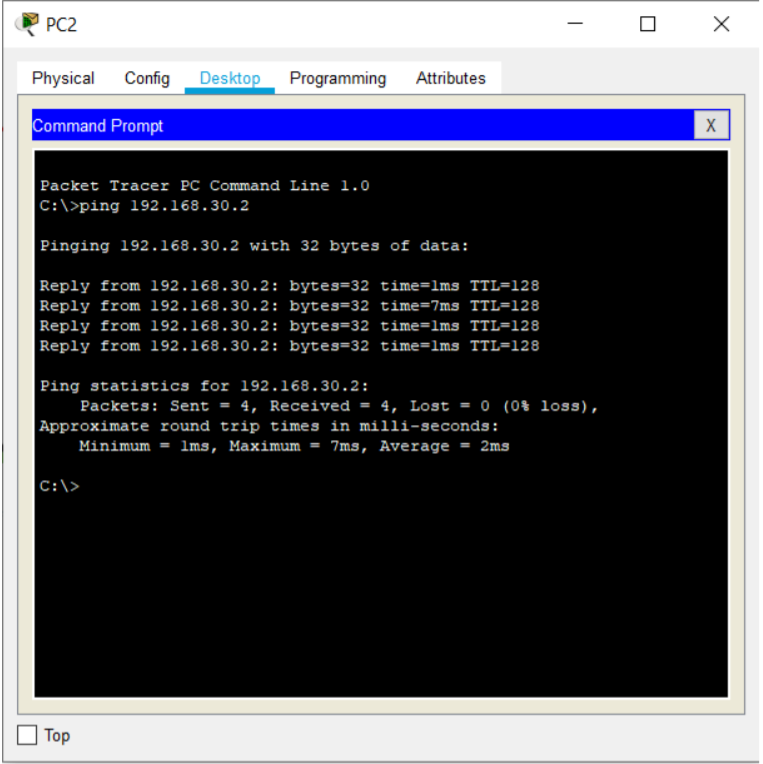 PC2
Physical Config Desktop Programming Attributes
Command Prompt
X
Packet Tracer PC Command Line 1.0
C:\>ping 192.168.30.2
Pinging 192.168.30.2 with 32 bytes of data:
Reply from 192.168.30.2: bytes=32 time=1ms TTL=128
Reply from 192.168.30.2: bytes=32 time=7ms TTL=128
Reply from 192.168.30.2: bytes=32 time=1ms TTL=128
Reply from 192.168.30.2: bytes=32 time=1ms TTL=128
Ping statistics for 192.168.30.2:
Packets: Sent = 4, Received = 4, Lost = 0 (0% loss),
Approximate round trip times in milli-seconds:
Minimum = 1ms, Maximum = 7ms, Average = 2ms
C:\>
Top